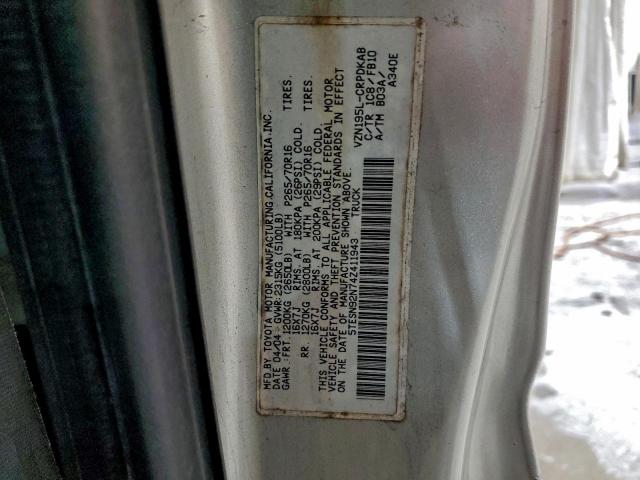 MFD.BY TOYOTA MOTOR MANUFACTURING,CALIFORNIA,INC.
DATE 04/04 GVWR:2315KG (5100LB)
GAWR: FRT.1200KG (2650LB) WITH P265/70R16 TIRES.
16X7J RIMS. AT 180KPA (26PSI) COLD.
RR. 1270KG (2800LB) WITH P265/70R16 TIRES.
16X7J RIMS. AT 200KPA (29PSI) COLD.
THIS VEHICLE CONFORMS TO ALL APPLICABLE FEDERAL MOTOR
VEHICLE SAFETY AND THEFT PREVENTION STANDARDS IN EFFECT
ON THE DATE OF MANUFACTURE SHOWN ABOVE.
5TESM92N74Z411943 TRUCK
VZN195L-CRPDKAB
C/TR 1C8/FB10
A/TM B03A/
A340E